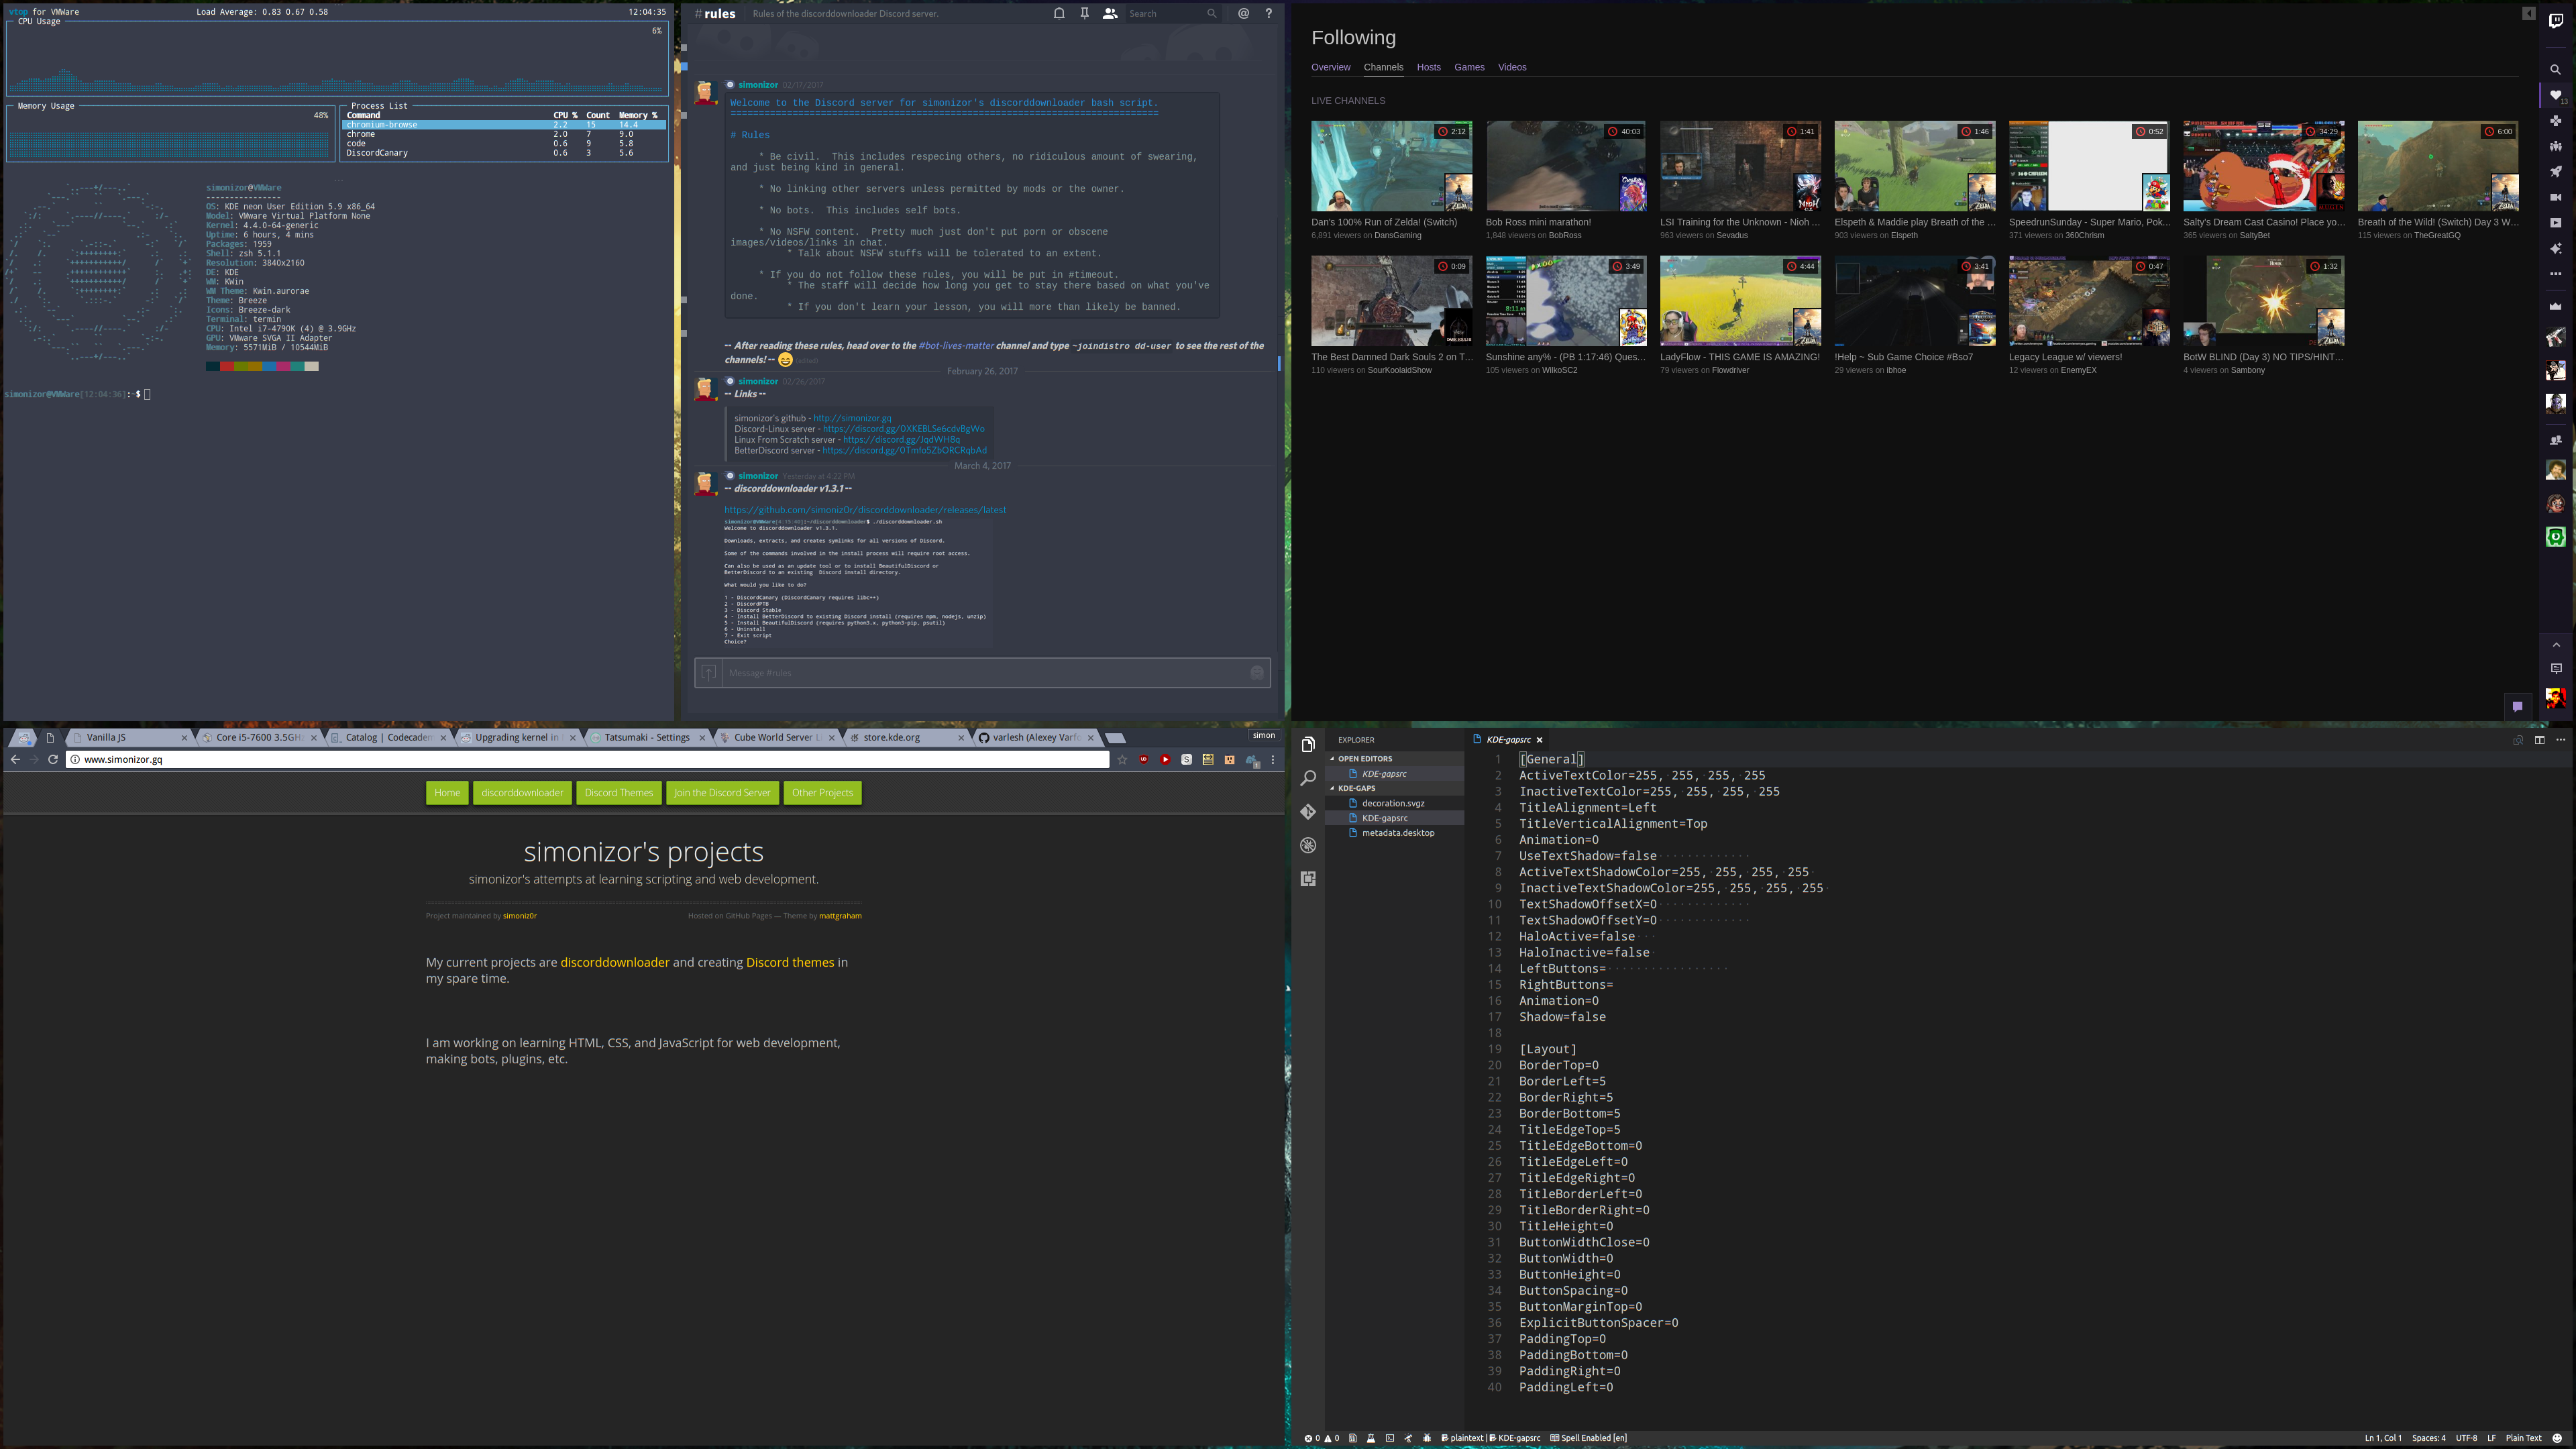 vtop for VMWare
Load Average: 0.83 0.67 0.58
12:04:35
CPU Usage
6%
Memory Usage
48%
Process List
Command CPU % Count Memory %
chromium-browse 2.2 15 14.4
chrome 2.0 7 9.0
code 0.6 9 5.8
DiscordCanary 0.6 3 5.6
simonizor@VMWare
----------------
OS: KDE neon User Edition 5.9 x86_64
Model: VMware Virtual Platform None
Kernel: 4.4.0-64-generic
Uptime: 6 hours, 4 mins
Packages: 1959
Shell: zsh 5.1.1
Resolution: 3840x2160
DE: KDE
WM: KWin
WM Theme: Kwin.aurorae
Theme: Breeze
Icons: Breeze-dark
Terminal: termin
CPU: Intel i7-4790K (4) @ 3.9GHz
GPU: VMware SVGA II Adapter
Memory: 5571MiB / 10544MiB
simonizor@VMWare[12:04:36]:~$
#rules
Rules of the discorddownloader Discord server.
Search
simonizor 02/17/2017
Welcome to the Discord server for simonizor's discorddownloader bash script.
# Rules
* Be civil. This includes respecing others, no ridiculous amount of swearing,
and just being kind in general.
* No linking other servers unless permitted by mods or the owner.
* No bots. This includes self bots.
* No NSFW content. Pretty much just don't put porn or obscene
images/videos/links in chat.
* Talk about NSFW stuffs will be tolerated to an extent.
* If you do not follow these rules, you will be put in #timeout.
* The staff will decide how long you get to stay there based on what you've
done.
* If you don't learn your lesson, you will more than likely be banned.
-- After reading these rules, head over to the #bot-lives-matter channel and type ~joindistro dd-user to see the rest of the
channels! --
February 26, 2017
simonizor 02/26/2017
-- Links --
simonizor's github - http://simonizor.gq
Discord-Linux server - https://discord.gg/0XKEBLSe6cdvBgWo
Linux From Scratch server - https://discord.gg/JqdWH8q
BetterDiscord server - https://discord.gg/0Tmfo5ZbORCRqbAd
March 4, 2017
simonizor Yesterday at 4:22 PM
-- discorddownloader v1.3.1 --
https://github.com/simoniz0r/discorddownloader/releases/latest
simonizor@VMWare[4:15:40]:~/discorddownloader$ ./discorddownloader.sh
Welcome to discorddownloader v1.3.1.
Downloads, extracts, and creates symlinks for all versions of Discord.
Some of the commands involved in the install process will require root access.
Can also be used as an update tool or to install BeautifulDiscord or
BetterDiscord to an existing Discord install directory.
What would you like to do?
1 - DiscordCanary (DiscordCanary requires libc++)
2 - DiscordPTB
3 - Discord Stable
4 - Install BetterDiscord to existing Discord install (requires npm, nodejs, unzip)
5 - Install BeautifulDiscord (requires python3.x, python3-pip, psutil)
6 - Uninstall
7 - Exit script
Choice?
Message #rules
Following
Overview Channels Hosts Games Videos
LIVE CHANNELS
13
2:12 40:03 1:41 1:46 0:52 34:29 6:00
Dan's 100% Run of Zelda! (Switch)
6,891 viewers on DansGaming
Bob Ross mini marathon!
1,848 viewers on BobRoss
LSI Training for the Unknown - Nioh ...
963 viewers on Sevadus
Elspeth & Maddie play Breath of the ...
903 viewers on Elspeth
SpeedrunSunday - Super Mario, Pok...
371 viewers on 360Chrism
Salty's Dream Cast Casino! Place yo...
365 viewers on SaltyBet
Breath of the Wild! (Switch) Day 3 W...
115 viewers on TheGreatGQ
0:09 3:49 4:44 3:41 0:47 1:32
The Best Damned Dark Souls 2 on T...
110 viewers on SourKoolaidShow
Sunshine any% - (PB 1:17:46) Ques...
105 viewers on WilkoSC2
LadyFlow - THIS GAME IS AMAZING!
79 viewers on Flowdriver
!Help ~ Sub Game Choice #Bso7
29 viewers on ibhoe
Legacy League w/ viewers!
12 viewers on EnemyEX
BotW BLIND (Day 3) NO TIPS/HINT...
4 viewers on Sambony
Vanilla JS
Core i5-7600 3.5GH
Catalog | Codecadem
Upgrading kernel in
Tatsumaki - Settings
Cube World Server L
store.kde.org
varlesh (Alexey Varfo
simon
www.simonizor.gq
Home
discorddownloader
Discord Themes
Join the Discord Server
Other Projects
simonizor's projects
simonizor's attempts at learning scripting and web development.
Project maintained by simoniz0r
Hosted on GitHub Pages — Theme by mattgraham
My current projects are discorddownloader and creating Discord themes in
my spare time.
I am working on learning HTML, CSS, and JavaScript for web development,
making bots, plugins, etc.
EXPLORER
OPEN EDITORS
KDE-gapsrc
KDE-GAPS
decoration.svgz
KDE-gapsrc
metadata.desktop
KDE-gapsrc
1 [General]
2 ActiveTextColor=255, 255, 255, 255
3 InactiveTextColor=255, 255, 255, 255
4 TitleAlignment=Left
5 TitleVerticalAlignment=Top
6 Animation=0
7 UseTextShadow=false
8 ActiveTextShadowColor=255, 255, 255, 255
9 InactiveTextShadowColor=255, 255, 255, 255
10 TextShadowOffsetX=0
11 TextShadowOffsetY=0
12 HaloActive=false
13 HaloInactive=false
14 LeftButtons=
15 RightButtons=
16 Animation=0
17 Shadow=false
18
19 [Layout]
20 BorderTop=0
21 BorderLeft=5
22 BorderRight=5
23 BorderBottom=5
24 TitleEdgeTop=5
25 TitleEdgeBottom=0
26 TitleEdgeLeft=0
27 TitleEdgeRight=0
28 TitleBorderLeft=0
29 TitleBorderRight=0
30 TitleHeight=0
31 ButtonWidthClose=0
32 ButtonWidth=0
33 ButtonHeight=0
34 ButtonSpacing=0
35 ButtonMarginTop=0
36 ExplicitButtonSpacer=0
37 PaddingTop=0
38 PaddingBottom=0
39 PaddingRight=0
40 PaddingLeft=0
0 0
plaintext | KDE-gapsrc
Spell Enabled [en]
Ln 1, Col 1
Spaces: 4
UTF-8
LF
Plain Text